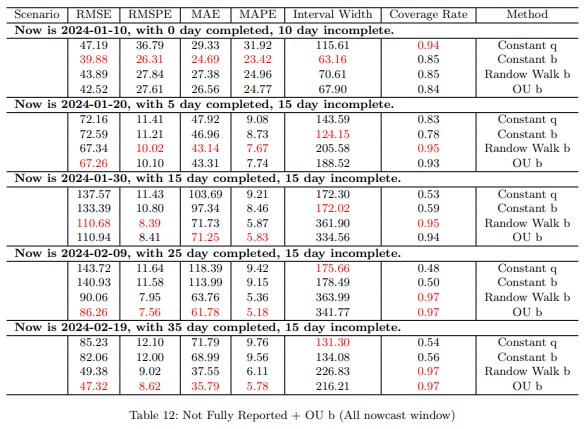 Scenario RMSE RMSPE MAE MAPE Interval Width Coverage Rate Method
Now is 2024-01-10, with 0 day completed, 10 day incomplete.
47.19 36.79 29.33 31.92 115.61 0.94 Constant q
39.88 26.31 24.69 23.42 63.16 0.85 Constant b
43.89 27.84 27.38 24.96 70.61 0.85 Randow Walk b
42.52 27.61 26.56 24.77 67.90 0.84 OU b
Now is 2024-01-20, with 5 day completed, 15 day incomplete.
72.16 11.41 47.92 9.08 143.59 0.83 Constant q
72.59 11.21 46.96 8.73 124.15 0.78 Constant b
67.34 10.02 43.14 7.67 205.58 0.95 Randow Walk b
67.26 10.10 43.31 7.74 188.52 0.93 OU b
Now is 2024-01-30, with 15 day completed, 15 day incomplete.
137.57 11.43 103.69 9.21 172.30 0.53 Constant q
133.39 10.80 97.34 8.46 172.02 0.59 Constant b
110.68 8.39 71.73 5.87 361.90 0.95 Randow Walk b
110.94 8.41 71.25 5.83 334.56 0.94 OU b
Now is 2024-02-09, with 25 day completed, 15 day incomplete.
143.72 11.64 118.39 9.42 175.66 0.48 Constant q
140.93 11.58 113.99 9.15 178.49 0.50 Constant b
90.06 7.95 63.76 5.36 363.99 0.97 Randow Walk b
86.26 7.56 61.78 5.18 341.77 0.97 OU b
Now is 2024-02-19, with 35 day completed, 15 day incomplete.
85.23 12.10 71.79 9.76 131.30 0.54 Constant q
82.06 12.00 68.99 9.56 134.08 0.56 Constant b
49.38 9.02 37.55 6.11 226.83 0.97 Randow Walk b
47.32 8.62 35.79 5.78 216.21 0.97 OU b
Table 12: Not Fully Reported + OU b (All nowcast window)